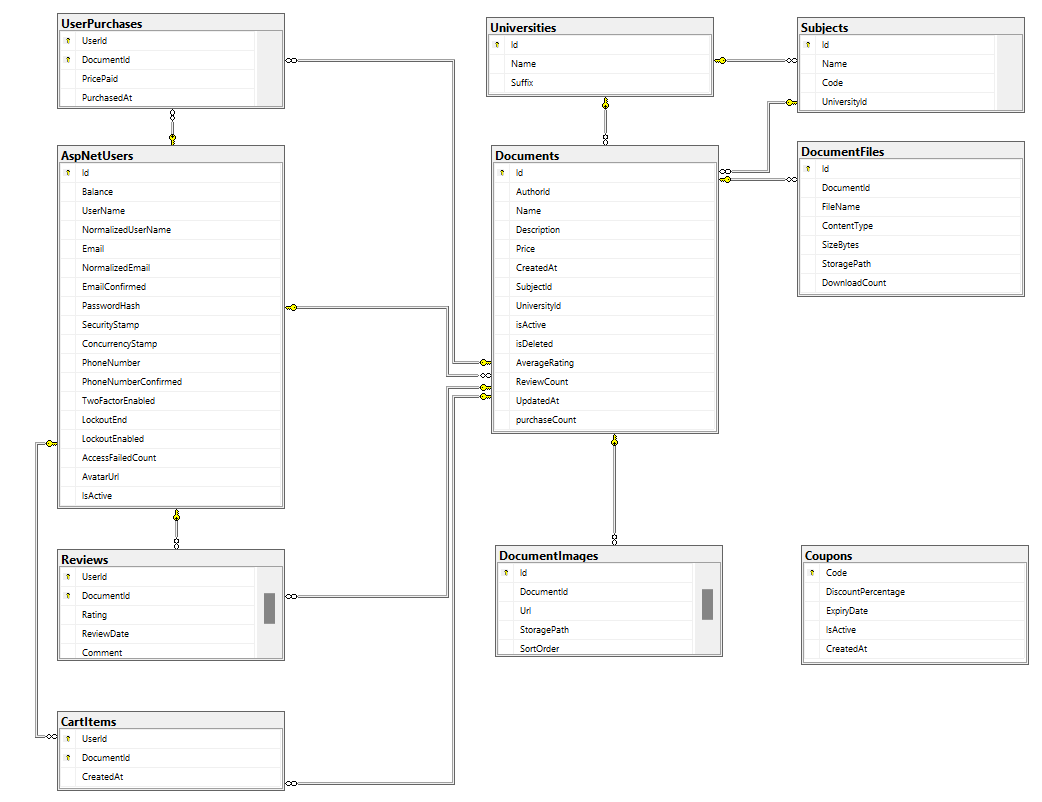 UserPurchases
UserId
DocumentId
PricePaid
PurchasedAt
AspNetUsers
Id
Balance
UserName
NormalizedUserName
Email
NormalizedEmail
EmailConfirmed
PasswordHash
SecurityStamp
ConcurrencyStamp
PhoneNumber
PhoneNumberConfirmed
TwoFactorEnabled
LockoutEnd
LockoutEnabled
AccessFailedCount
AvatarUrl
IsActive
Reviews
UserId
DocumentId
Rating
ReviewDate
Comment
CartItems
UserId
DocumentId
CreatedAt
Universities
Id
Name
Suffix
Documents
Id
AuthorId
Name
Description
Price
CreatedAt
SubjectId
UniversityId
isActive
isDeleted
AverageRating
ReviewCount
UpdatedAt
purchaseCount
DocumentImages
Id
DocumentId
Url
StoragePath
SortOrder
Subjects
Id
Name
Code
UniversityId
DocumentFiles
Id
DocumentId
FileName
ContentType
SizeBytes
StoragePath
DownloadCount
Coupons
Code
DiscountPercentage
ExpiryDate
IsActive
CreatedAt